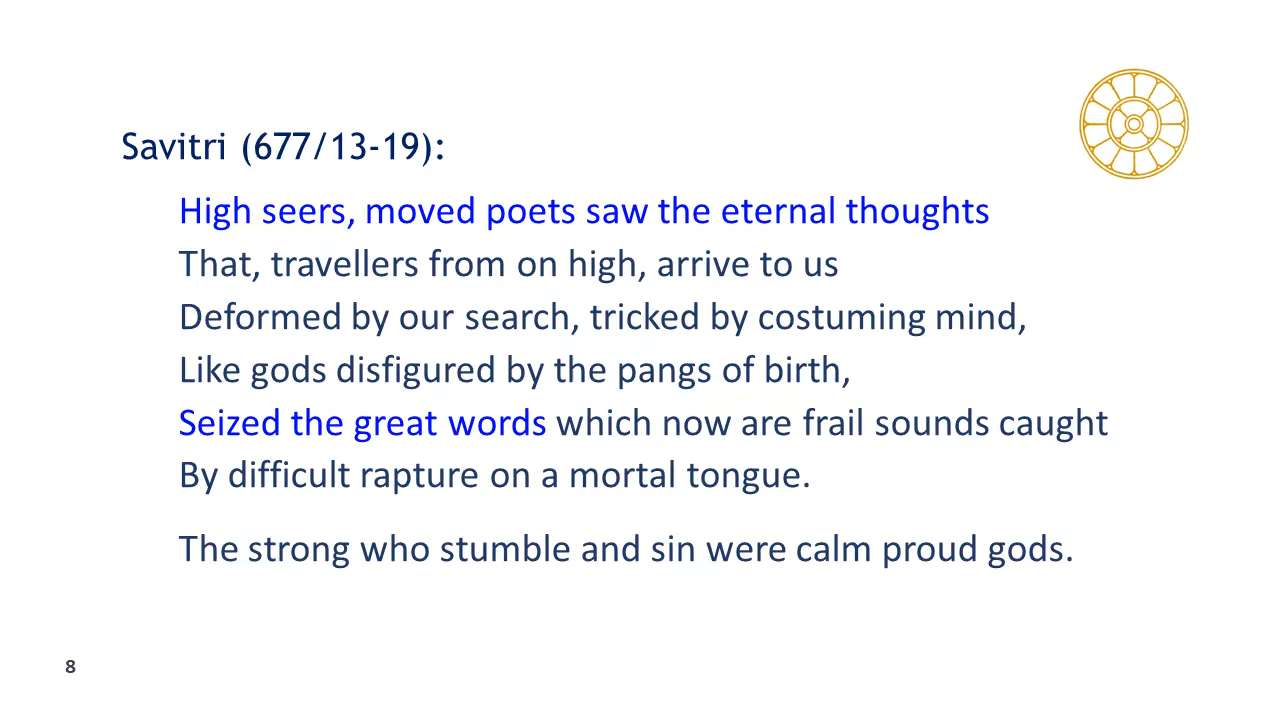 Savitri (677/13-19):
High seers, moved poets saw the eternal thoughts
That, travellers from on high, arrive to us
Deformed by our search, tricked by costuming mind,
Like gods disfigured by the pangs of birth,
Seized the great words which now are frail sounds caught
By difficult rapture on a mortal tongue.
The strong who stumble and sin were calm proud gods.
8